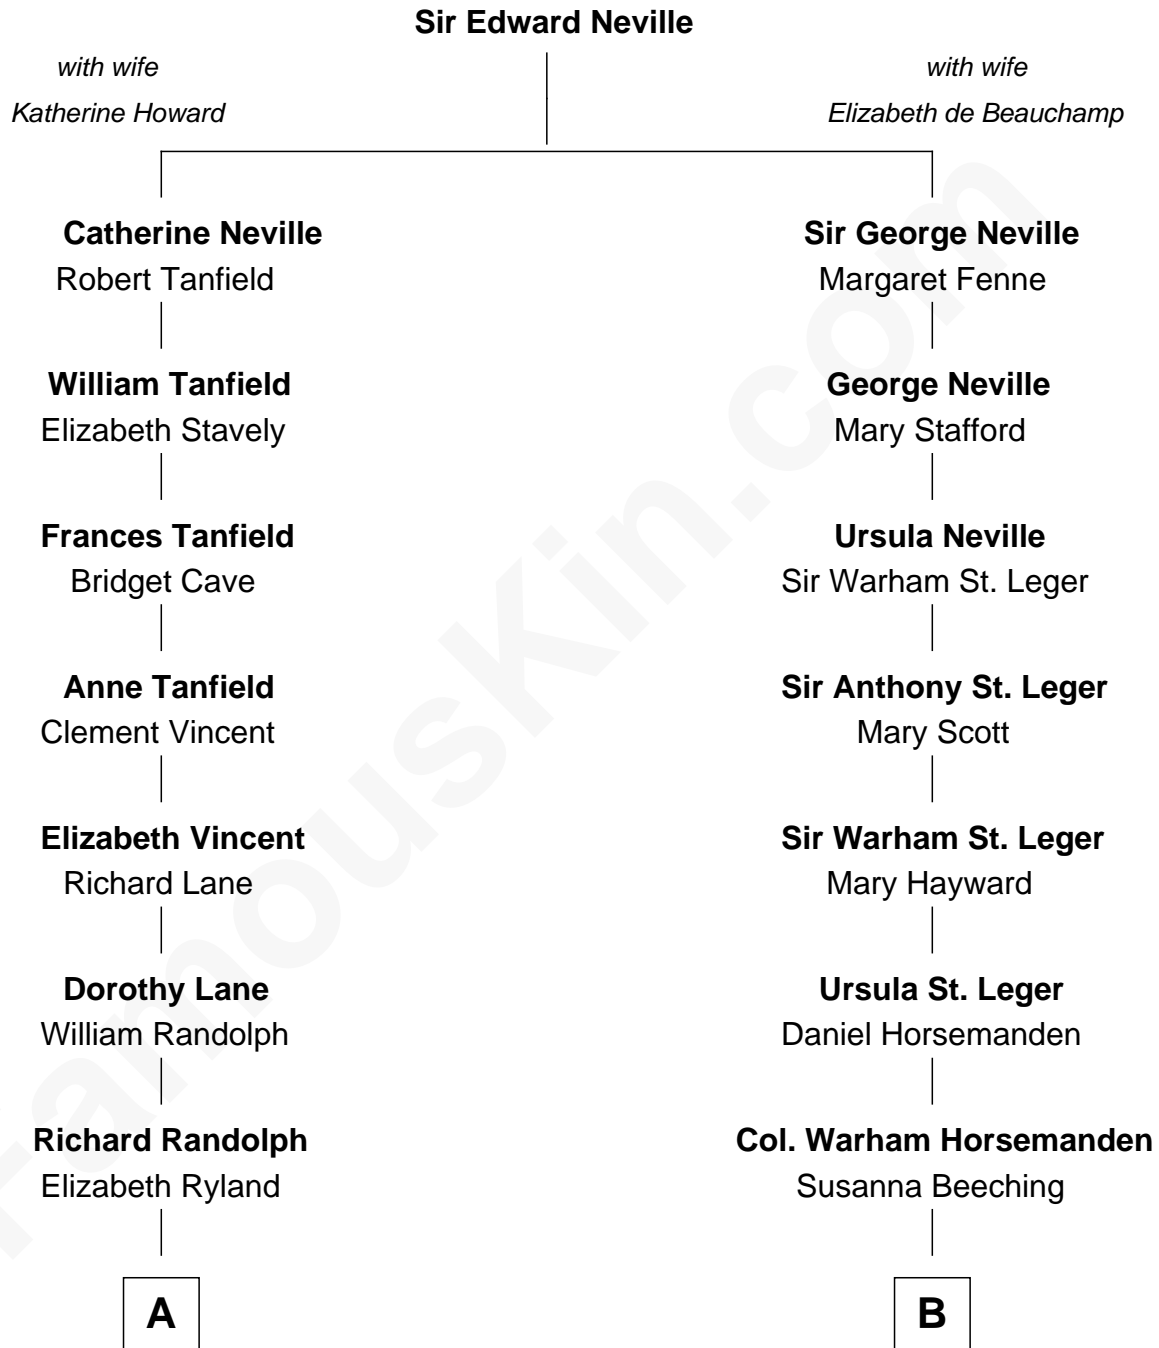 Sir Edward Neville
with wife
Katherine Howard
with wife
Elizabeth de Beauchamp
Catherine Neville
Robert Tanfield
Sir George Neville
Margaret Fenne
William Tanfield
Elizabeth Stavely
George Neville
Mary Stafford
Frances Tanfield
Bridget Cave
Ursula Neville
Sir Warham St. Leger
Anne Tanfield
Clement Vincent
Sir Anthony St. Leger
Mary Scott
Elizabeth Vincent
Richard Lane
Sir Warham St. Leger
Mary Hayward
Dorothy Lane
William Randolph
Ursula St. Leger
Daniel Horsemanden
Richard Randolph
Elizabeth Ryland
Col. Warham Horsemanden
Susanna Beeching
A
B
FamousKin.com